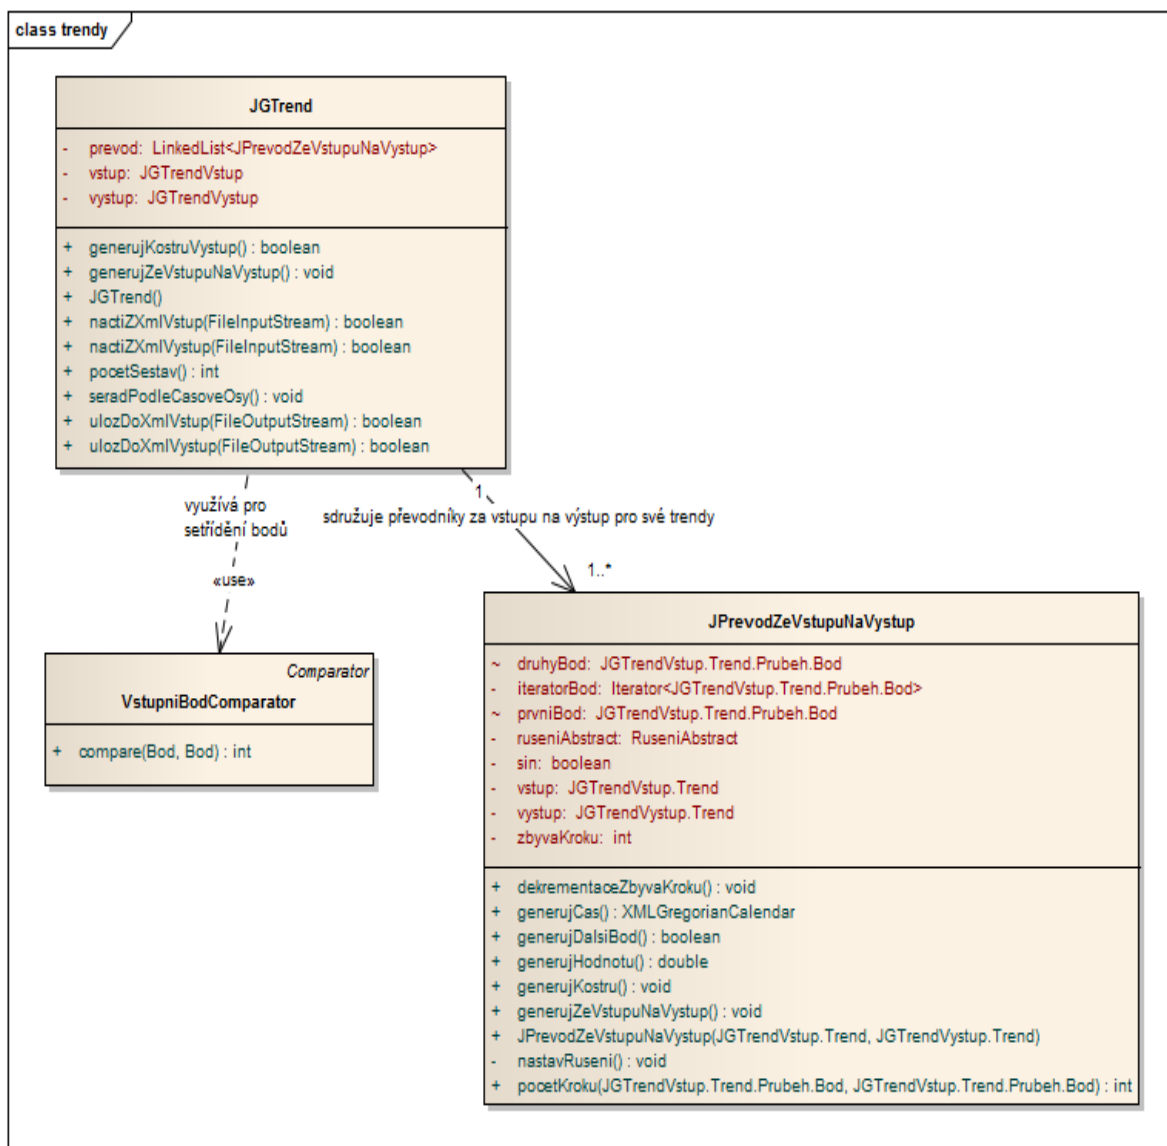 class trendy
JGTrend
- prevod: LinkedList<JPrevodZeVstupuNaVystup>
- vstup: JGTrendVstup
- vystup: JGTrendVystup
+ generujKostruVystup() : boolean
+ generujZeVstupuNaVystup() : void
+ JGTrend()
+ nactiZXmlVstup(FileInputStream) : boolean
+ nactiZXmlVystup(FileInputStream) : boolean
+ pocetSestav() : int
+ seradPodleCasoveOsy() : void
+ ulozDoXmlVstup(FileOutputStream) : boolean
+ ulozDoXmlVystup(FileOutputStream) : boolean
využívá pro
setřídění bodů
«use»
1
sdružuje převodníky za vstupu na výstup pro své trendy
1..*
Comparator
VstupniBodComparator
+ compare(Bod, Bod) : int
JPrevodZeVstupuNaVystup
~ druhyBod: JGTrendVstup.Trend.Prubeh.Bod
- iteratorBod: Iterator<JGTrendVstup.Trend.Prubeh.Bod>
~ prvniBod: JGTrendVstup.Trend.Prubeh.Bod
- ruseniAbstract: RuseniAbstract
- sin: boolean
- vstup: JGTrendVstup.Trend
- vystup: JGTrendVystup.Trend
- zbyvaKroku: int
+ dekrementaceZbyvaKroku() : void
+ generujCas() : XMLGregorianCalendar
+ generujDalsiBod() : boolean
+ generujHodnotu() : double
+ generujKostru() : void
+ generujZeVstupuNaVystup() : void
+ JPrevodZeVstupuNaVystup(JGTrendVstup.Trend, JGTrendVystup.Trend)
- nastavRuseni() : void
+ pocetKroku(JGTrendVstup.Trend.Prubeh.Bod, JGTrendVstup.Trend.Prubeh.Bod) : int